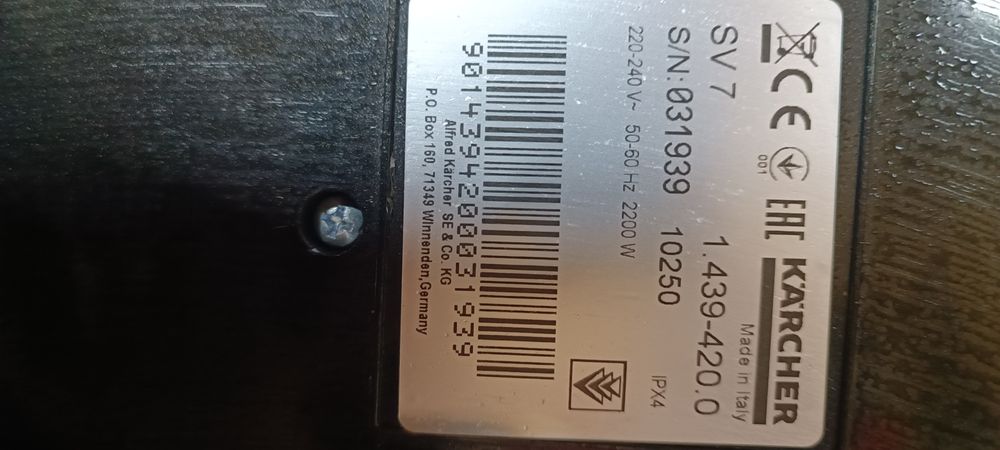 CE 001 EAC KÄRCHER
Made in Italy
SV 7 1.439-420.0
S/N:031939 10250
220-240 V~ 50-60 Hz 2200 W IPX4
9014394200031939
Alfred Kärcher SE & Co. KG
P.O. Box 160, 71349 Winnenden,Germany